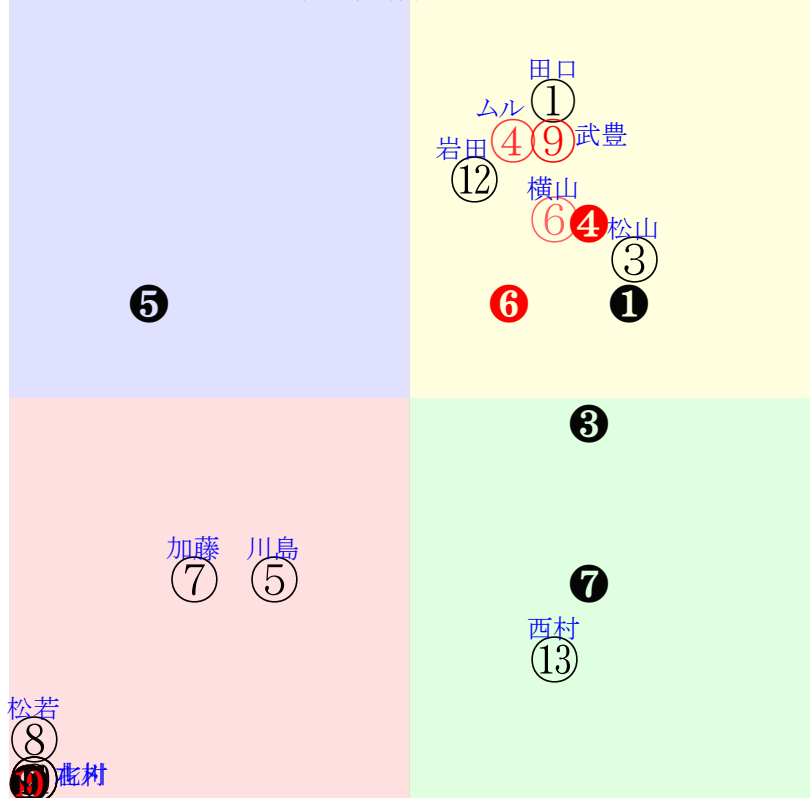 田口
①
ムル
④
⑨
武豊
岩田
⑫
横山
⑥
❹
松山
③
❺
❻
❶
❸
加藤
⑦
川島
⑤
❼
西村
⑬
松若
⑧